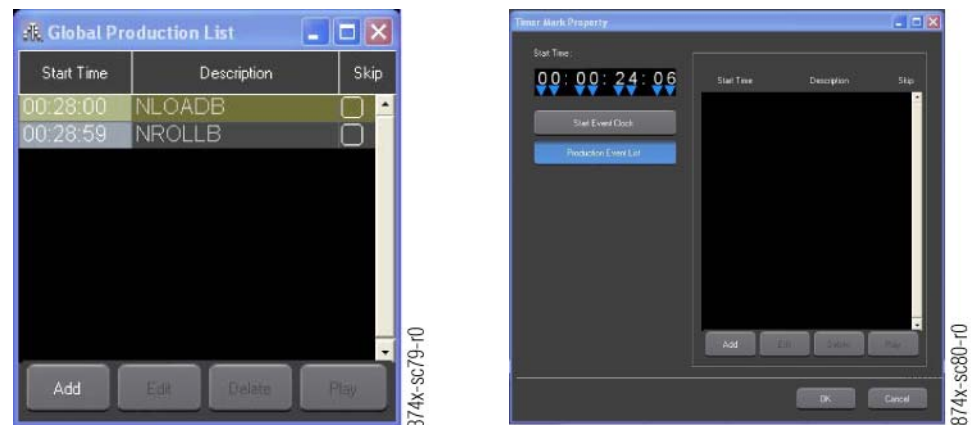 Global Production List
Start Time Description Skip
00:28:00 NLOADB
00:28:59 NROLLB
Add Edit Delete Play
874x-sc79-r0
Timer Mark Property
Start Time:
00:00:24:06
Start Event Clock
Production Event List
Start Time Description Skip
Add Edit Delete Play
OK Cancel
874x-sc80-r0